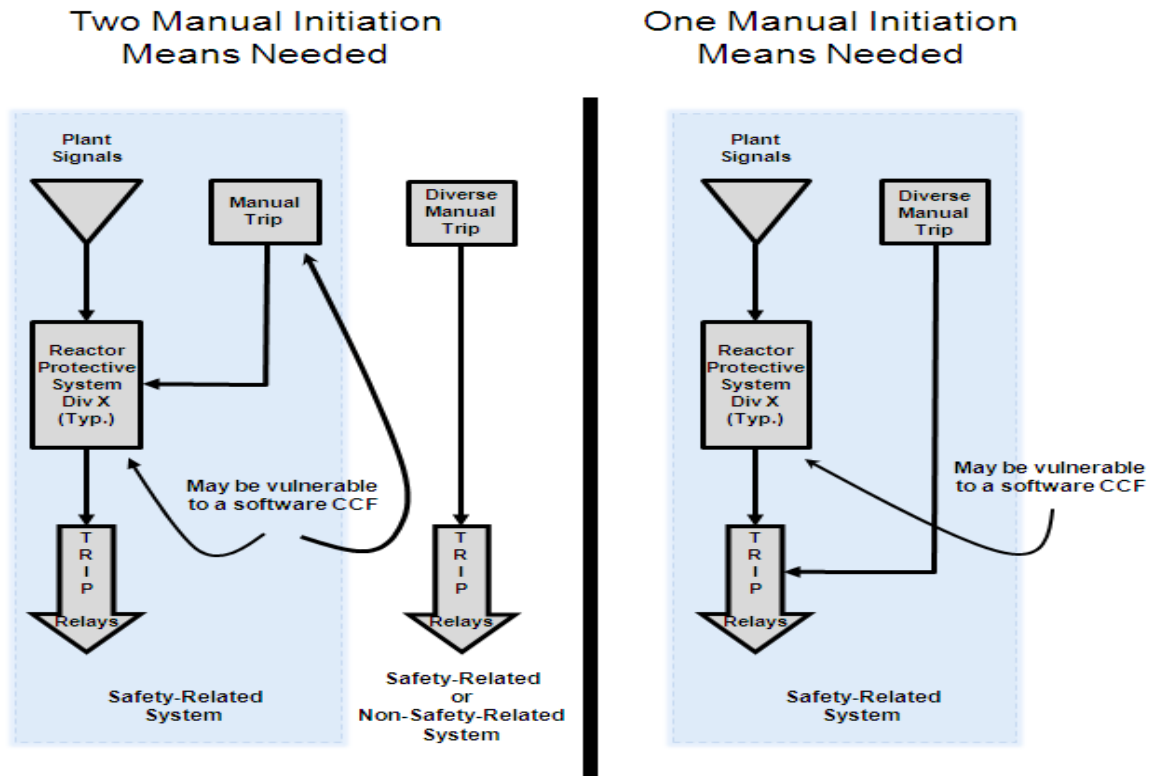 Two Manual Initiation
Means Needed
Plant
Signals
Manual
Trip
Diverse
Manual
Trip
Reactor
Protective
System
Div X
(Typ.)
May be vulnerable
to a software CCF
T
R
I
P
Relays
T
R
I
P
Relays
Safety-Related
System
Safety-Related
or
Non-Safety-Related
System
One Manual Initiation
Means Needed
Plant
Signals
Diverse
Manual
Trip
Reactor
Protective
System
Div X
(Typ.)
May be vulnerable
to a software CCF
T
R
I
P
Relays
Safety-Related
System